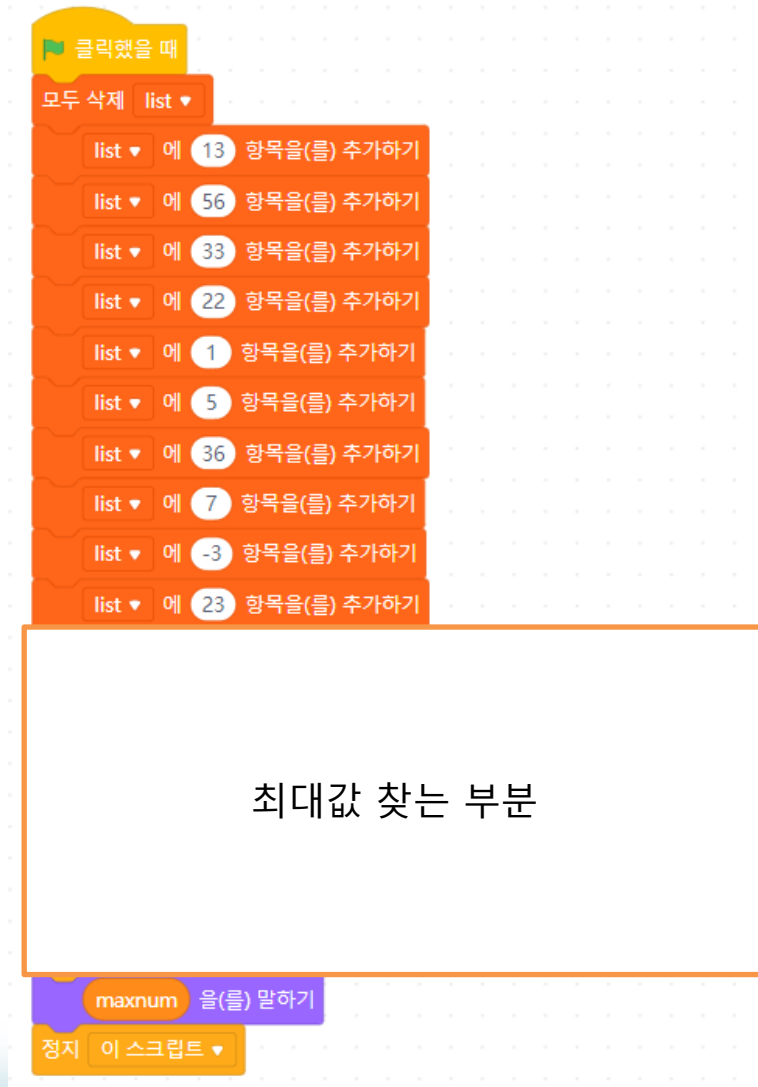 클릭했을 때
모두 삭제 list
list 에 13 항목을(를) 추가하기
list 에 56 항목을(를) 추가하기
list 에 33 항목을(를) 추가하기
list 에 22 항목을(를) 추가하기
list 에 1 항목을(를) 추가하기
list 에 5 항목을(를) 추가하기
list 에 36 항목을(를) 추가하기
list 에 7 항목을(를) 추가하기
list 에 -3 항목을(를) 추가하기
list 에 23 항목을(를) 추가하기
최대값 찾는 부분
maxnum 을(를) 말하기
정지 이 스크립트